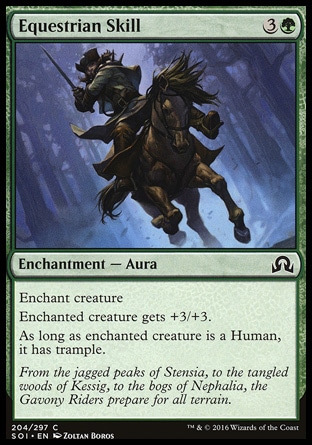 Equestrian Skill 3
Enchantment — Aura
Enchant creature
Enchanted creature gets +3/+3.
As long as enchanted creature is a Human,
it has trample.
From the jagged peaks of Stensia, to the tangled
woods of Kessig, to the bogs of Nephalia, the
Gavony Riders prepare for all terrain.
204/297 C
SOI • EN Zoltan Boros ™ & © 2016 Wizards of the Coast